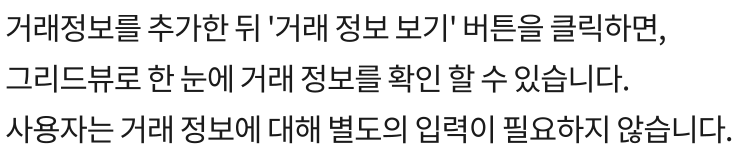 거래정보를 추가한 뒤 '거래 정보 보기' 버튼을 클릭하면,
그리드뷰로 한 눈에 거래 정보를 확인 할 수 있습니다.
사용자는 거래 정보에 대해 별도의 입력이 필요하지 않습니다.